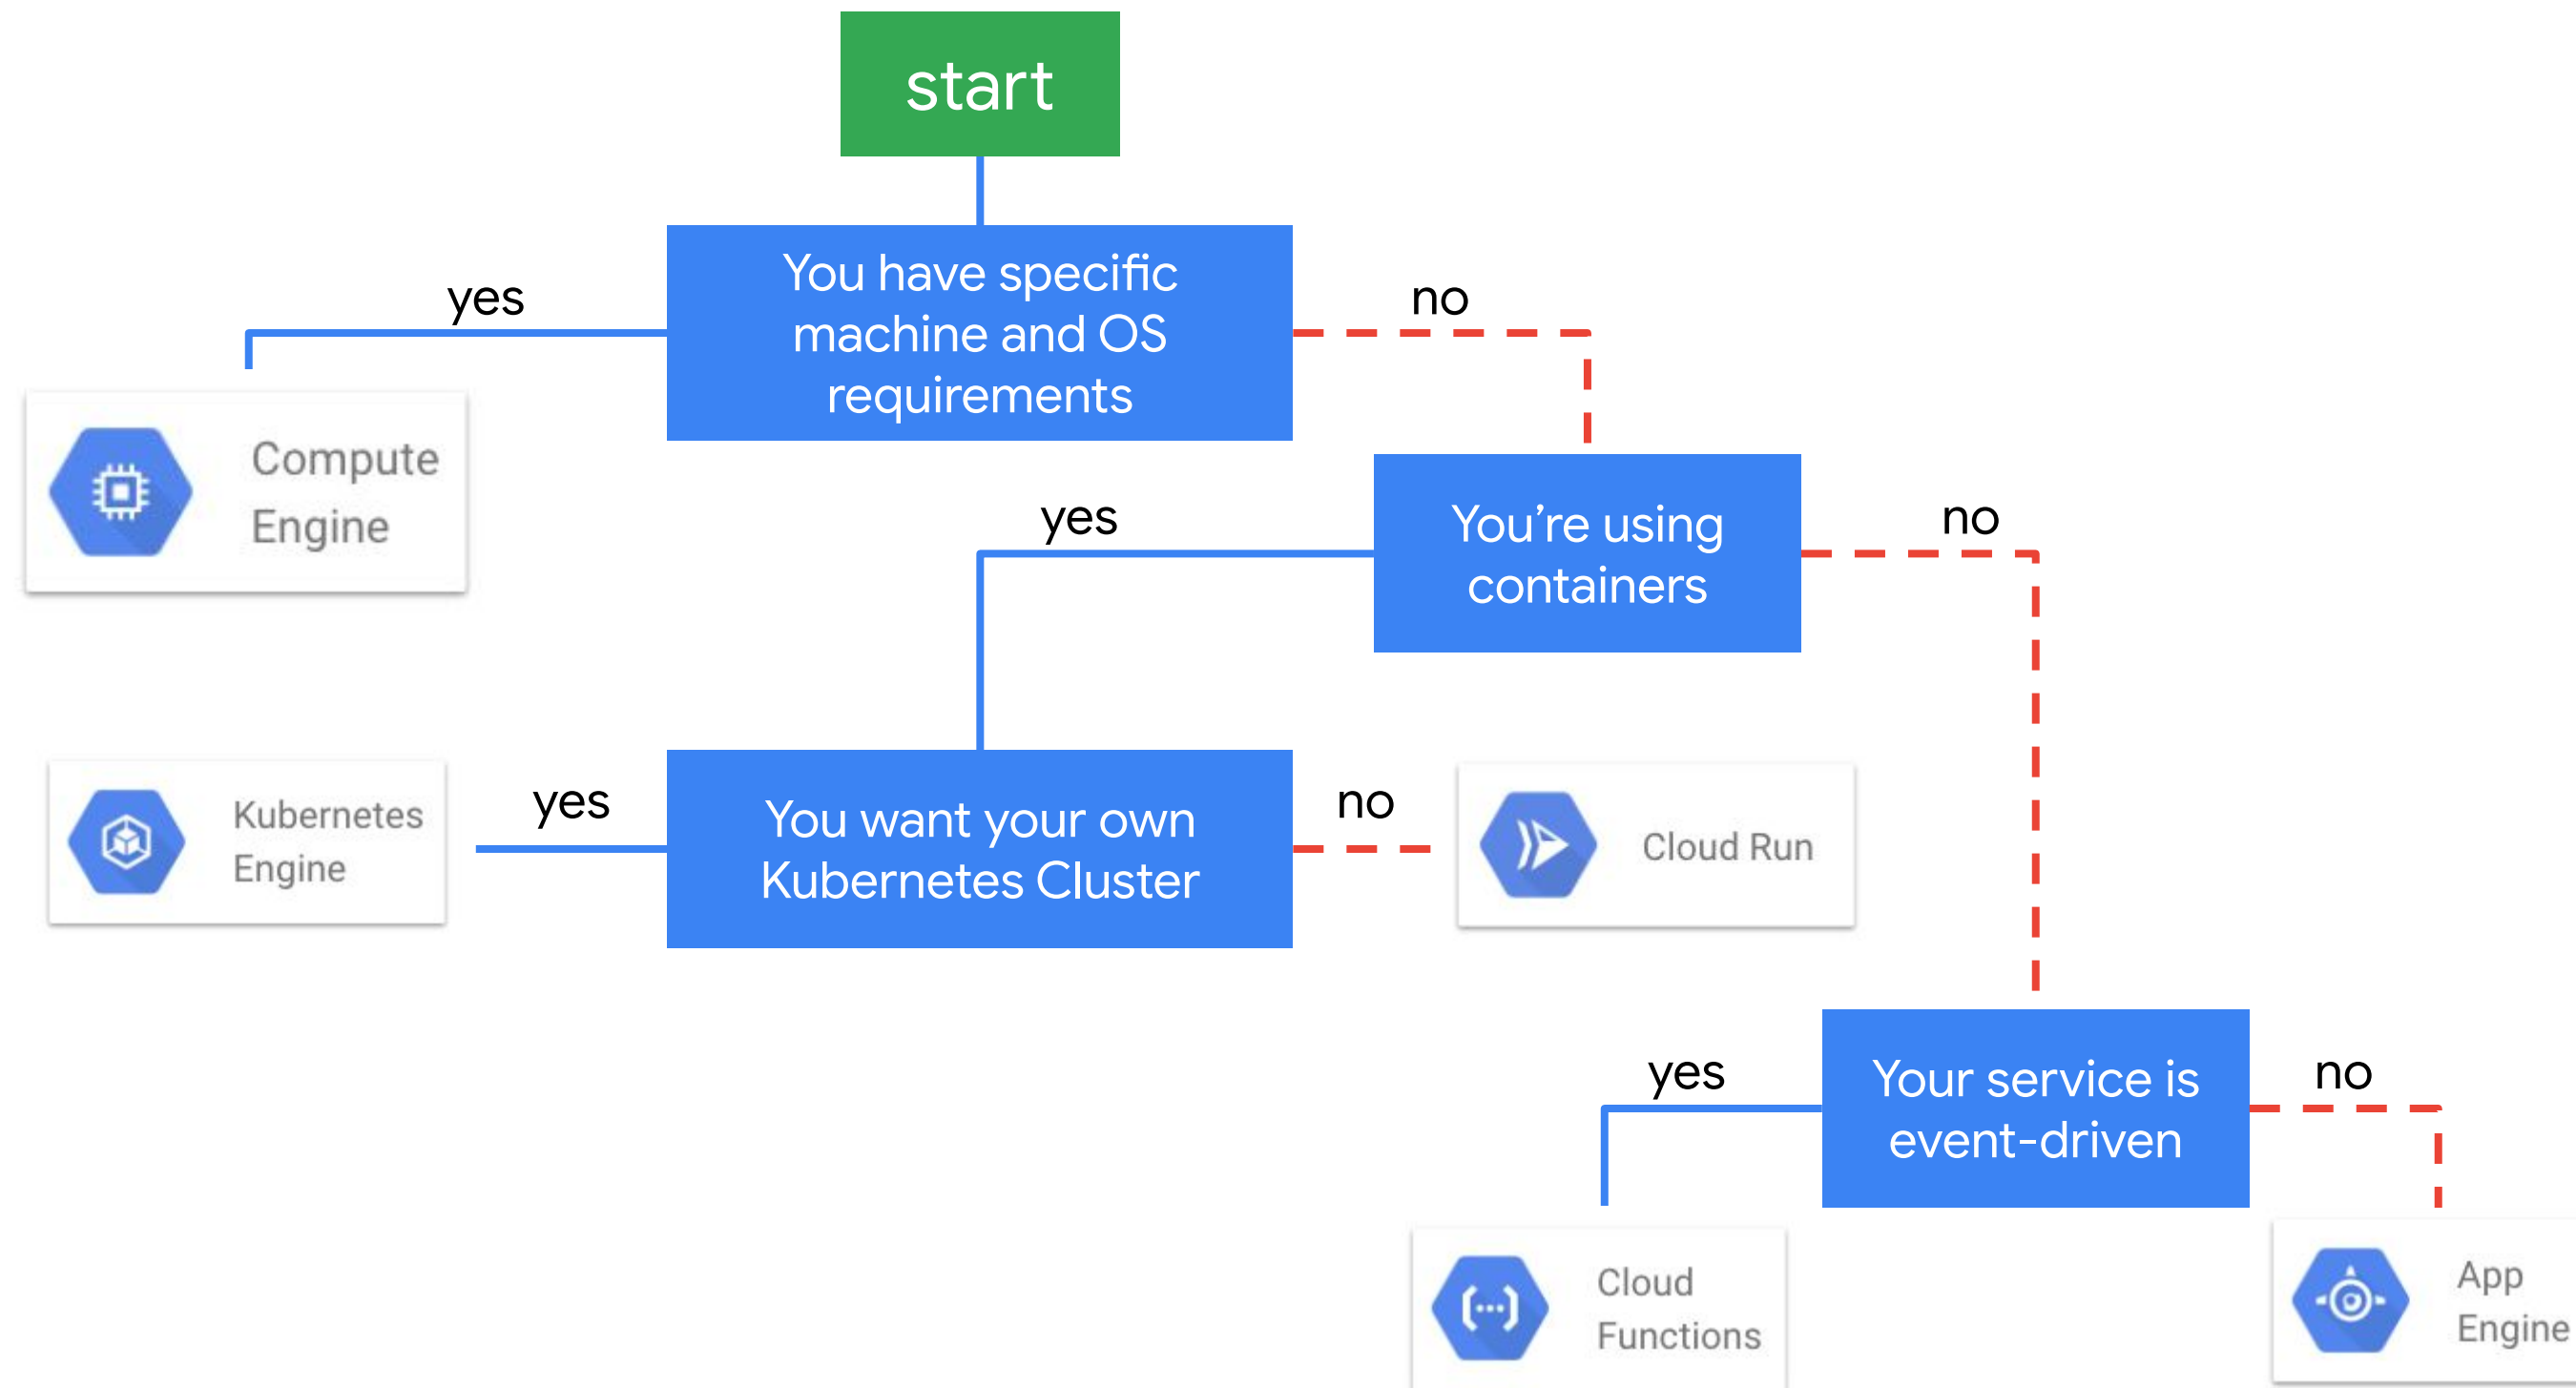 start
You have specific
machine and OS
requirements
yes
no
Compute
Engine
You're using
containers
yes
no
Kubernetes
Engine
yes
You want your own
Kubernetes Cluster
no
Cloud Run
Your service is
event-driven
yes
no
Cloud
Functions
App
Engine